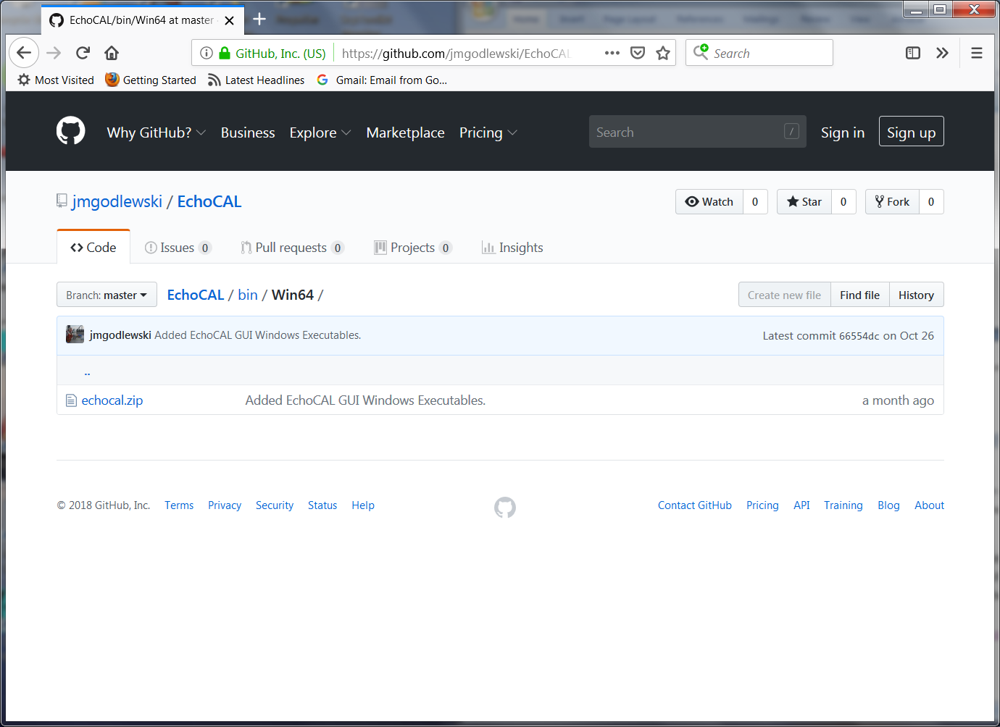 EchoCAL/bin/Win64 at master
GitHub, Inc. (US) https://github.com/jmgodlewski/EchoCAL Search
Most Visited Getting Started Latest Headlines Gmail: Email from Go...
Why GitHub? Business Explore Marketplace Pricing Search / Sign in Sign up
jmgodlewski / EchoCAL Watch 0 Star 0 Fork 0
Code Issues 0 Pull requests 0 Projects 0 Insights
Branch: master EchoCAL / bin / Win64 / Create new file Find file History
jmgodlewski Added EchoCAL GUI Windows Executables. Latest commit 66554dc on Oct 26
..
echocal.zip Added EchoCAL GUI Windows Executables. a month ago
© 2018 GitHub, Inc. Terms Privacy Security Status Help Contact GitHub Pricing API Training Blog About